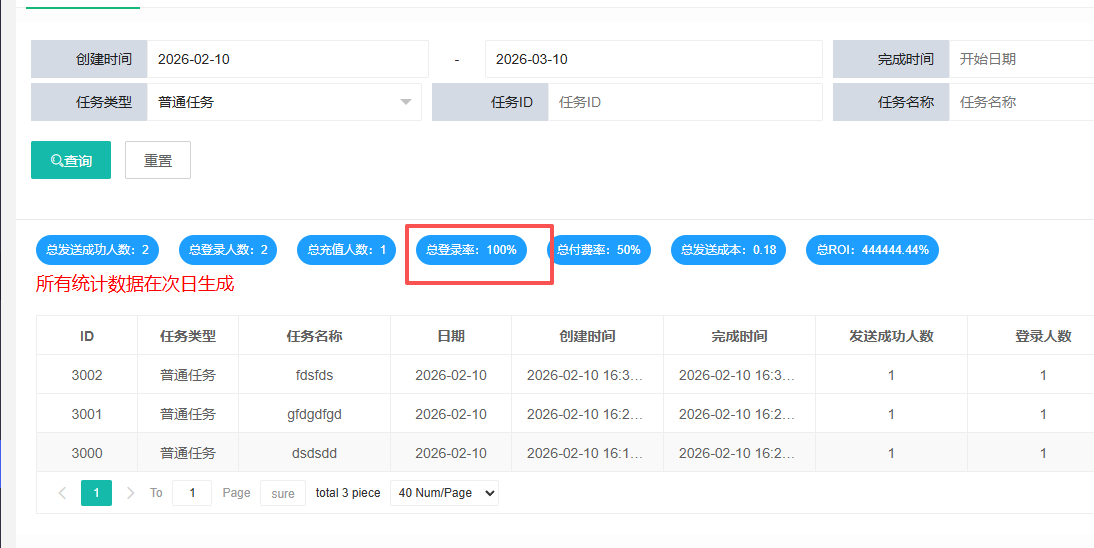 创建时间 2026-02-10 - 2026-03-10 完成时间 开始日期
任务类型 普通任务 任务ID 任务ID 任务名称 任务名称
查询 重置
总发送成功人数：2 总登录人数：2 总充值人数：1 总登录率：100% 总付费率：50% 总发送成本：0.18 总ROI：444444.44%
所有统计数据在次日生成
ID 任务类型 任务名称 日期 创建时间 完成时间 发送成功人数 登录人数
3002 普通任务 fdsfds 2026-02-10 2026-02-10 16:3... 2026-02-10 16:3... 1 1
3001 普通任务 gfdgdfgd 2026-02-10 2026-02-10 16:2... 2026-02-10 16:2... 1 1
3000 普通任务 dsdsdd 2026-02-10 2026-02-10 16:1... 2026-02-10 16:2... 1 1
1 To 1 Page sure total 3 piece 40 Num/Page